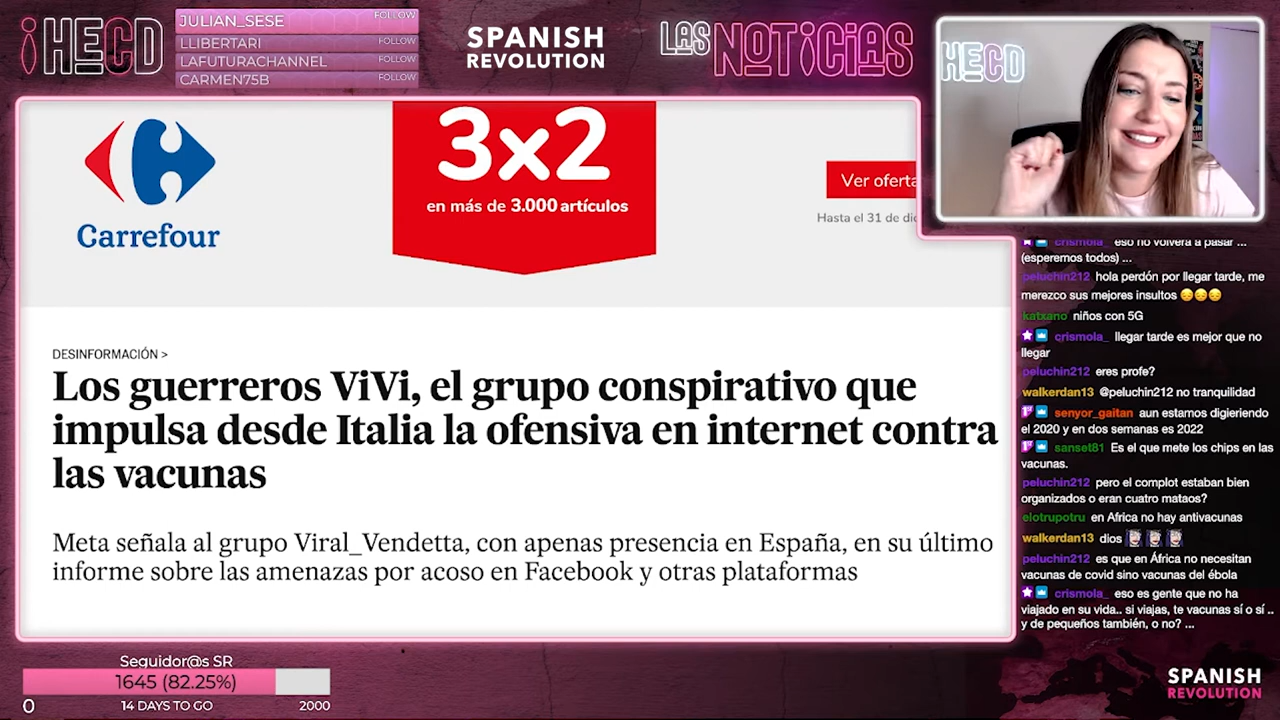 ¡HECD
JULIAN_SESE FOLLOW
LLIBERTARI FOLLOW
LAFUTURACHANNEL FOLLOW
CARMEN75B FOLLOW
SPANISH
REVOLUTION
LAS NOTICIAS
HECD
Carrefour
3x2
en más de 3.000 artículos
Ver oferta
Hasta el 31 de dic
DESINFORMACIÓN >
Los guerreros ViVi, el grupo conspirativo que
impulsa desde Italia la ofensiva en internet contra
las vacunas
Meta señala al grupo Viral_Vendetta, con apenas presencia en España, en su último
informe sobre las amenazas por acoso en Facebook y otras plataformas
crismola_ eso no volverá a pasar ...
(esperemos todos) ...
peluchin212 hola perdón por llegar tarde, me
merezco sus mejores insultos 😔😔😔
katxano niños con 5G
crismola_ llegar tarde es mejor que no
llegar
peluchin212 eres profe?
walkerdan13 @peluchin212 no tranquilidad
senyor_gaitan aun estamos digieriendo
el 2020 y en dos semanas es 2022
sanset81 Es el que mete los chips en las
vacunas.
peluchin212 pero el complot estaban bien
organizados o eran cuatro mataos?
elotrupotru en Africa no hay antivacunas
walkerdan13 dios
peluchin212 es que en África no necesitan
vacunas de covid sino vacunas del ébola
crismola_ eso es gente que no ha
viajado en su vida.. si viajas, te vacunas sí o sí ..
y de pequeños también, o no? ...
Seguidor@s SR
1645 (82.25%)
0 14 DAYS TO GO 2000
SPANISH
REVOLUTION